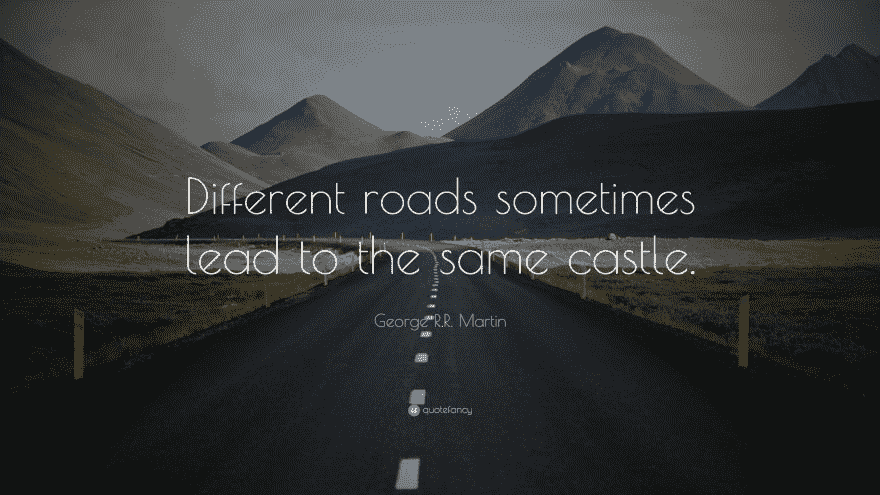 Different roads sometimes
lead to the same castle.
George R.R. Martin
quotefancy